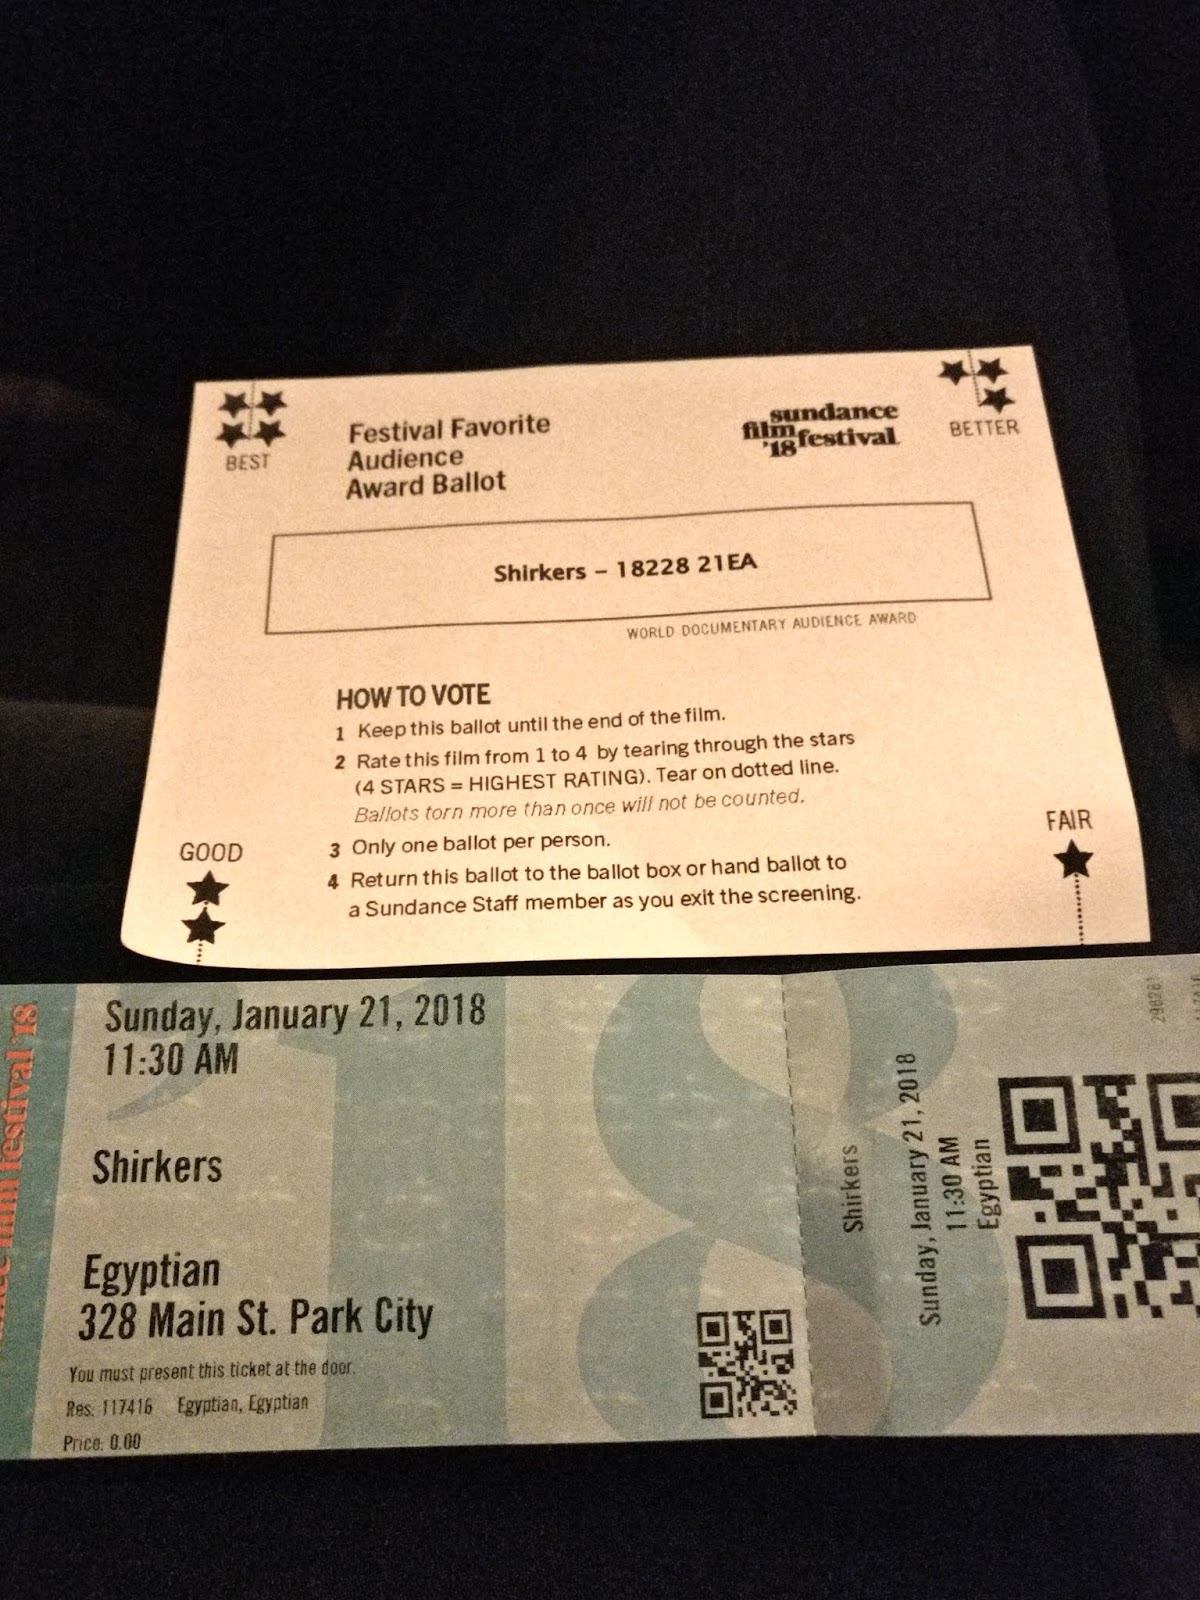 BEST
Festival Favorite
Audience
Award Ballot
sundance
film festival
'18
BETTER
Shirkers – 18228 21EA
WORLD DOCUMENTARY AUDIENCE AWARD
HOW TO VOTE
1 Keep this ballot until the end of the film.
2 Rate this film from 1 to 4 by tearing through the stars
(4 STARS = HIGHEST RATING). Tear on dotted line.
Ballots torn more than once will not be counted.
3 Only one ballot per person.
4 Return this ballot to the ballot box or hand ballot to
a Sundance Staff member as you exit the screening.
GOOD
FAIR
film festival '18
'18
Sunday, January 21, 2018
11:30 AM
Shirkers
Egyptian
328 Main St. Park City
You must present this ticket at the door.
Res: 117416 Egyptian, Egyptian
Price: 0.00
Shirkers
Sunday, January 21, 2018
11:30 AM
Egyptian